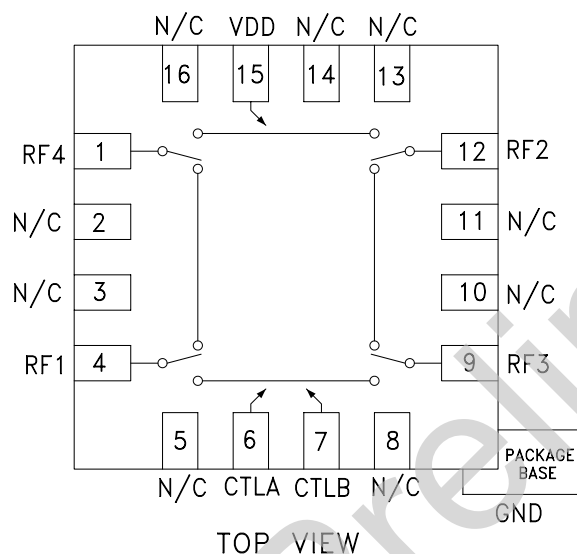 N/C VDD N/C N/C
16 15 14 13
RF4 1 12 RF2
N/C 2 11 N/C
N/C 3 10 N/C
RF1 4 9 RF3
5 6 7 8
N/C CTLA CTLB N/C
PACKAGE
BASE
GND
TOP VIEW